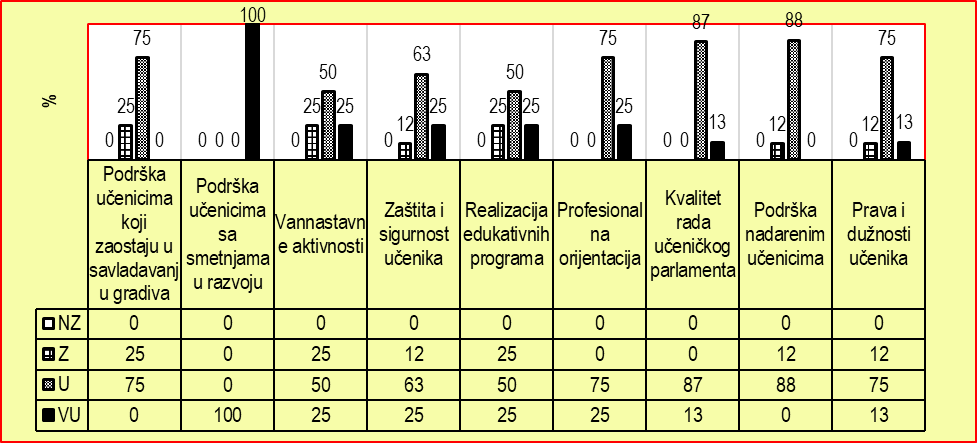 100
87
88
75
75
75
63
50
50
25
25
25
25
25
25
25
12
13
12
12
13
0 0
0 0 0
0
0
0
0 0
0 0
0 0
0
%
Podrška
učenicima
koji
zaostaju u
savladavanj
u gradiva
Podrška
učenicima
sa
smetnjama
u razvoju
Vannastavn
e aktivnosti
Zaštita i
sigurnost
učenika
Realizacija
edukativnih
programa
Profesional
na
orijentacija
Kvalitet
rada
učeničkog
parlamenta
Podrška
nadarenim
učenicima
Prava i
dužnosti
učenika
NZ 0 0 0 0 0 0 0 0 0
Z 25 0 25 12 25 0 0 12 12
U 75 0 50 63 50 75 87 88 75
VU 0 100 25 25 25 25 13 0 13